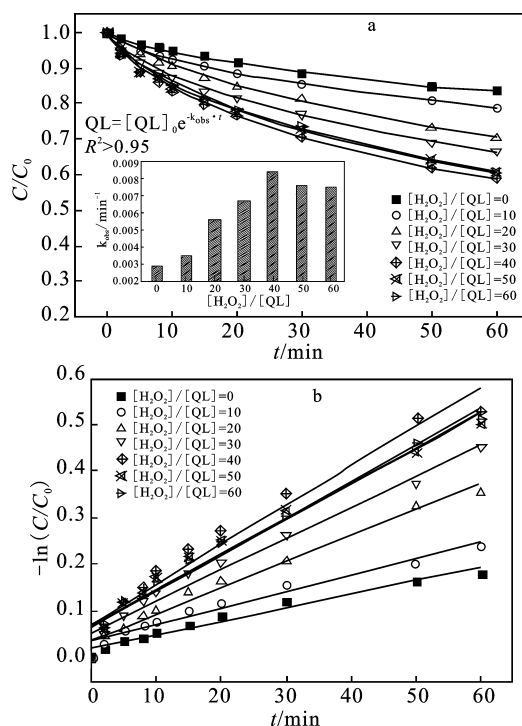 a
1.0
0.9
0.8
0.7
0.6
0.5
0.4
0.3
0.2
C/C₀
QL=[QL]₀e^(-k_obs·t)
R²>0.95
0.009
0.008
0.007
0.006
0.005
0.004
0.003
0.002
k_obs/min⁻¹
0 10 20 30 40 50 60
[H₂O₂]/[QL]
[H₂O₂]/[QL]=0
[H₂O₂]/[QL]=10
[H₂O₂]/[QL]=20
[H₂O₂]/[QL]=30
[H₂O₂]/[QL]=40
[H₂O₂]/[QL]=50
[H₂O₂]/[QL]=60
0 10 20 30 40 50 60
t/min
b
0.6
0.5
0.4
0.3
0.2
0.1
0.0
−ln(C/C₀)
[H₂O₂]/[QL]=0
[H₂O₂]/[QL]=10
[H₂O₂]/[QL]=20
[H₂O₂]/[QL]=30
[H₂O₂]/[QL]=40
[H₂O₂]/[QL]=50
[H₂O₂]/[QL]=60
0 10 20 30 40 50 60
t/min